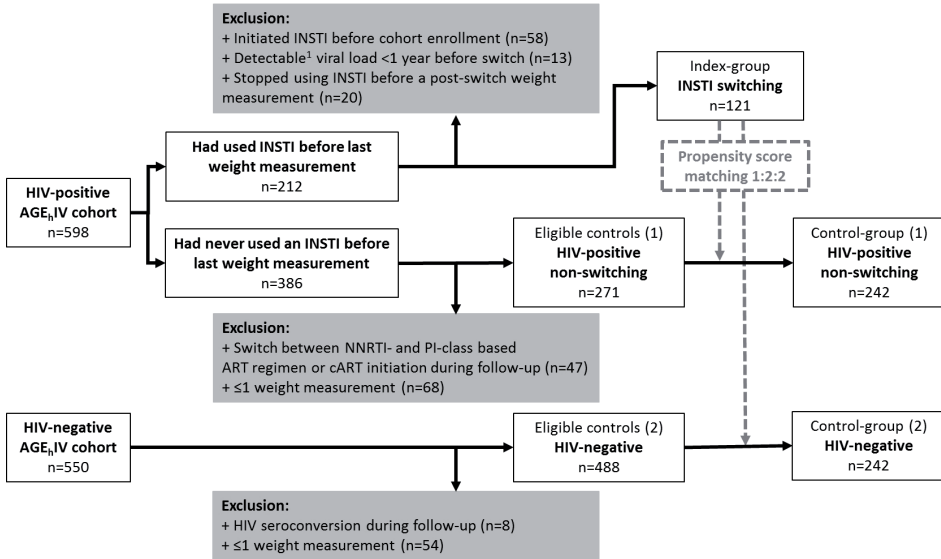 Exclusion:
+ Initiated INSTI before cohort enrollment (n=58)
+ Detectable¹ viral load <1 year before switch (n=13)
+ Stopped using INSTI before a post-switch weight
measurement (n=20)
Index-group
INSTI switching
n=121
Had used INSTI before last
weight measurement
n=212
Propensity score
matching 1:2:2
HIV-positive
AGEₕIV cohort
n=598
Had never used an INSTI before
last weight measurement
n=386
Eligible controls (1)
HIV-positive
non-switching
n=271
Control-group (1)
HIV-positive
non-switching
n=242
Exclusion:
+ Switch between NNRTI- and PI-class based
ART regimen or cART initiation during follow-up (n=47)
+ ≤1 weight measurement (n=68)
HIV-negative
AGEₕIV cohort
n=550
Eligible controls (2)
HIV-negative
n=488
Control-group (2)
HIV-negative
n=242
Exclusion:
+ HIV seroconversion during follow-up (n=8)
+ ≤1 weight measurement (n=54)